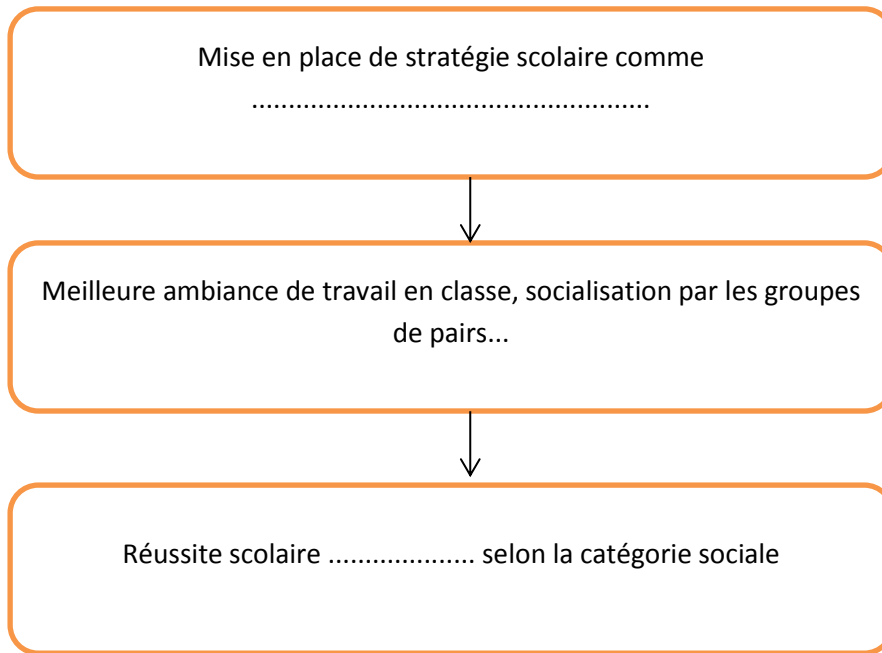 Mise en place de stratégie scolaire comme
......................................................
Meilleure ambiance de travail en classe, socialisation par les groupes
de pairs...
Réussite scolaire .................... selon la catégorie sociale